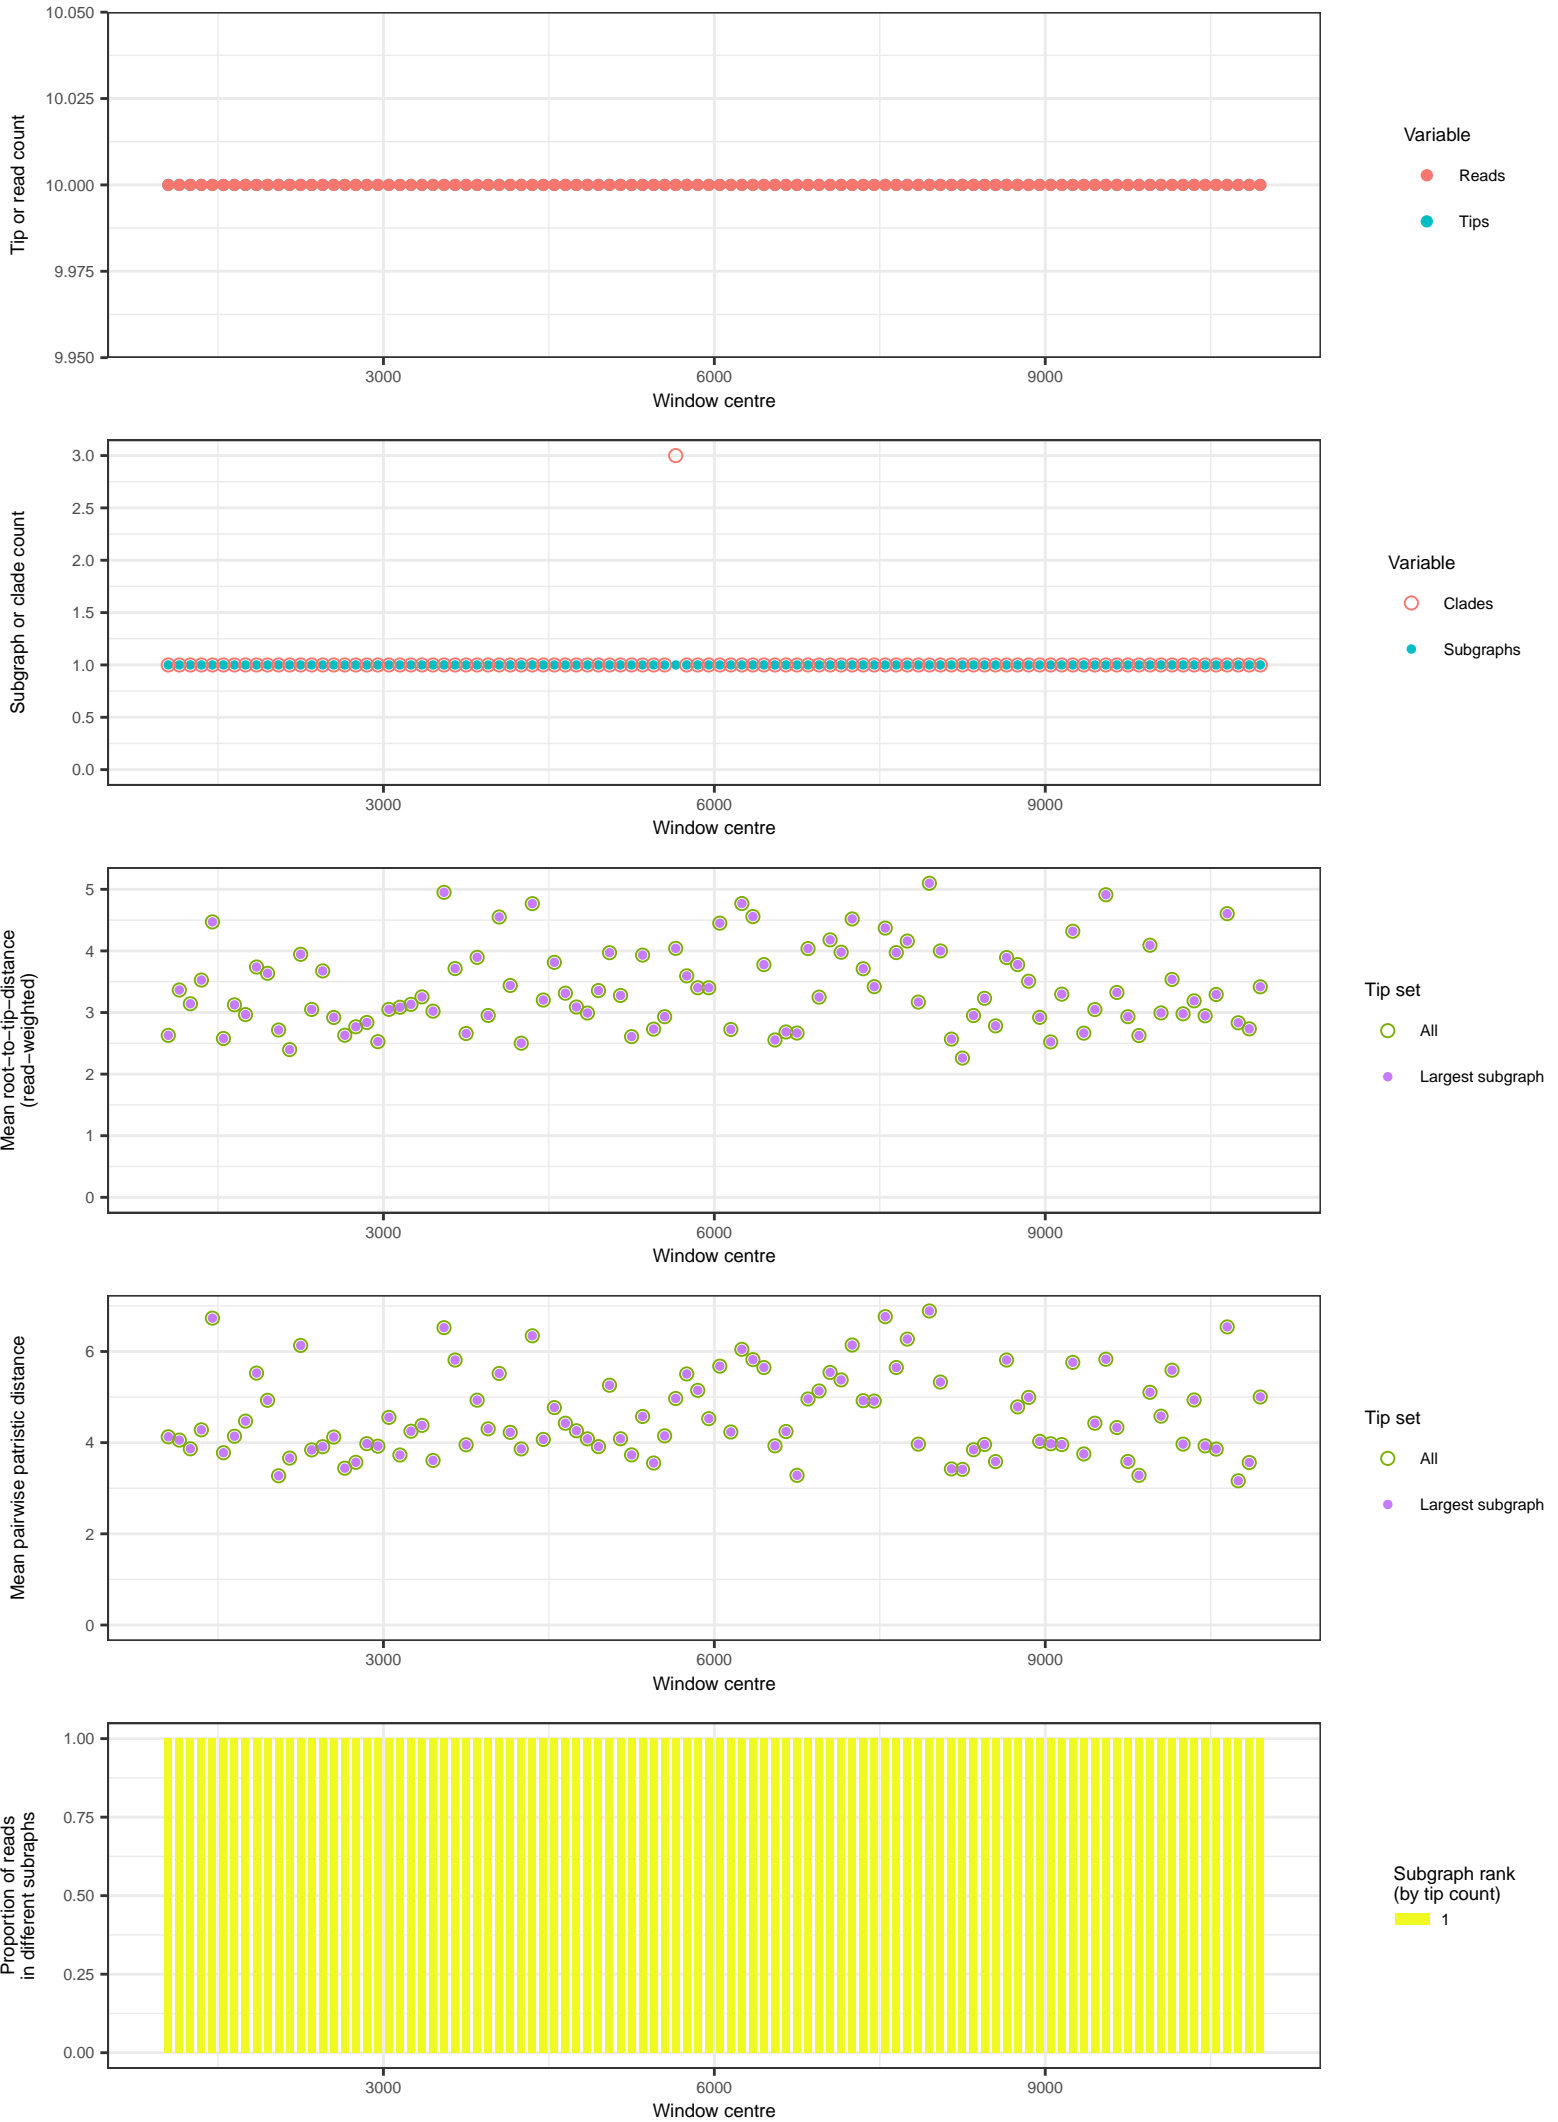 10.050
10.025
10.000
9.975
9.950
Tip or read count
3000
6000
9000
Window centre
Variable
Reads
Tips
3.0
2.5
2.0
1.5
1.0
0.5
0.0
Subgraph or clade count
3000
6000
9000
Window centre
Variable
Clades
Subgraphs
5
4
3
2
1
0
Mean root−to−tip−distance
(read−weighted)
3000
6000
9000
Window centre
Tip set
All
Largest subgraph
6
4
2
0
Mean pairwise patristic distance
3000
6000
9000
Window centre
Tip set
All
Largest subgraph
1.00
0.75
0.50
0.25
0.00
Proportion of reads
in different subraphs
3000
6000
9000
Window centre
Subgraph rank
(by tip count)
1